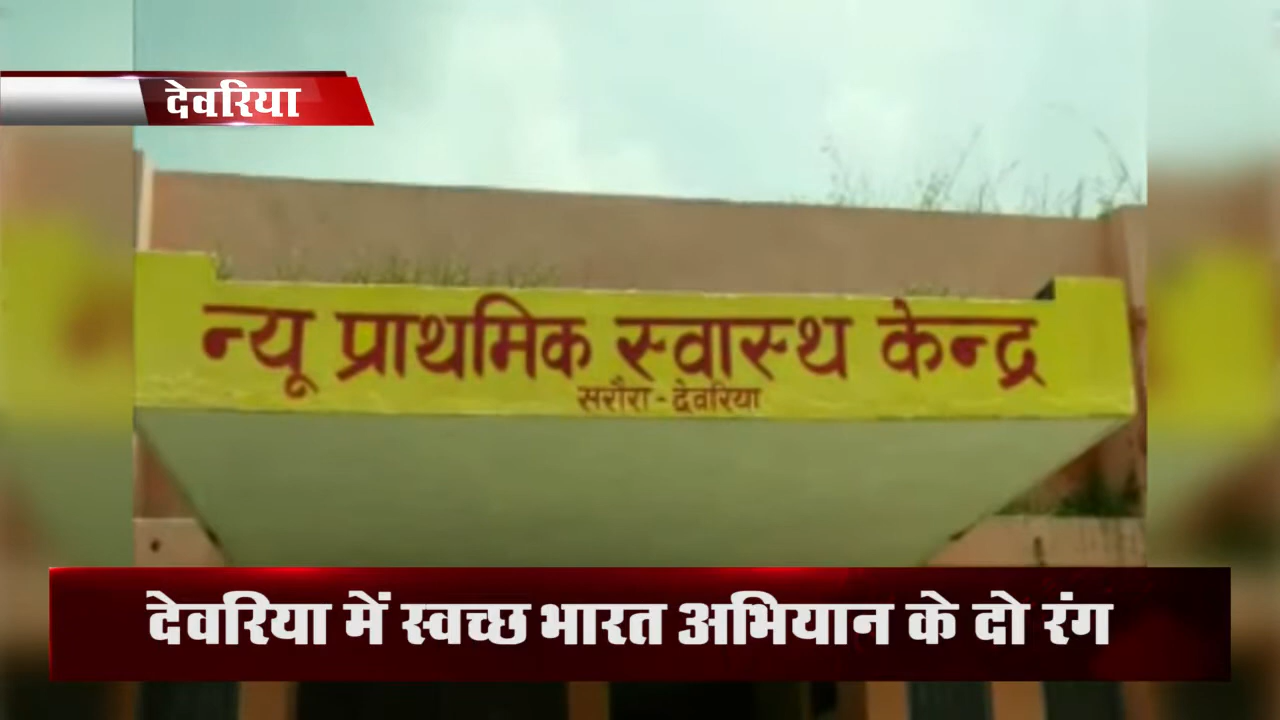 देवरिया
न्यू प्राथमिक स्वास्थ केन्द्र
सरौरा - देवरिया
देवरिया में स्वच्छ भारत अभियान के दो रंग